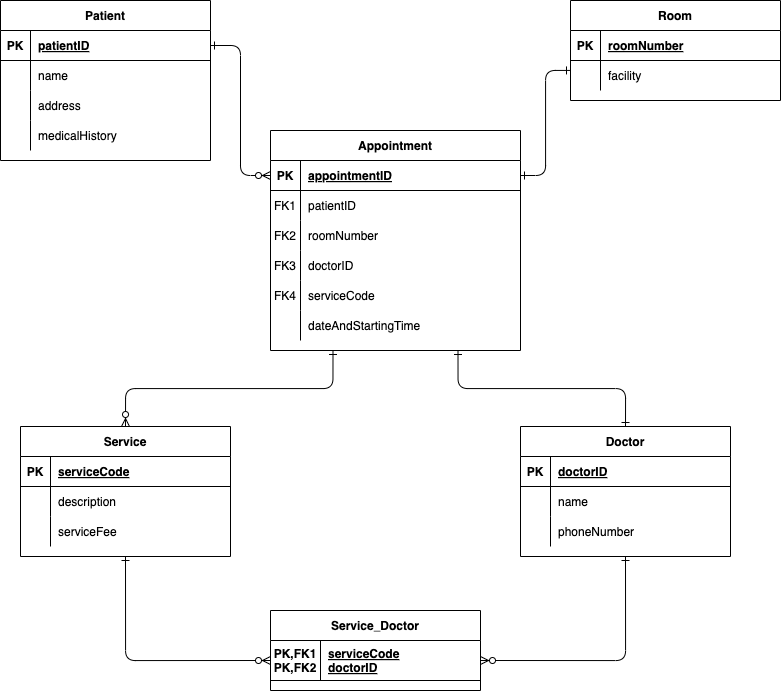 Patient
PK patientID
name
address
medicalHistory
Room
PK roomNumber
facility
Appointment
PK appointmentID
FK1 patientID
FK2 roomNumber
FK3 doctorID
FK4 serviceCode
dateAndStartingTime
Service
PK serviceCode
description
serviceFee
Doctor
PK doctorID
name
phoneNumber
Service_Doctor
PK,FK1 serviceCode
PK,FK2 doctorID